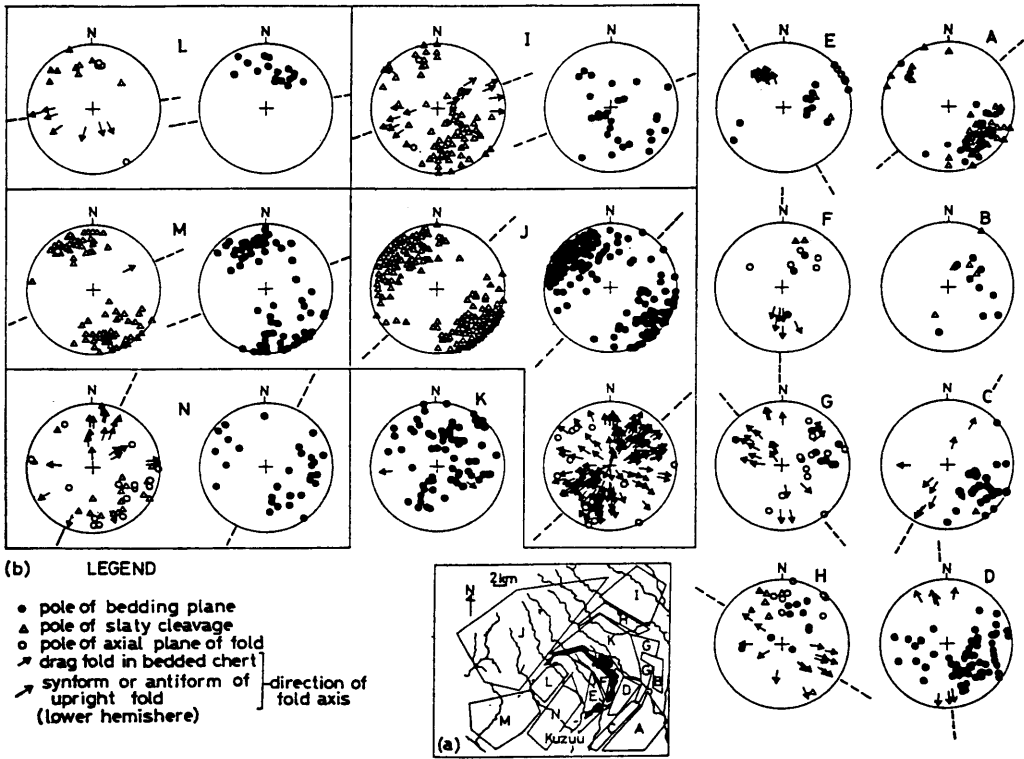 N
L
N
I
N
E
N
A
N
M
N
J
N
F
B
N
N
K
N
N
G
C
N
H
N
D
(b) LEGEND
pole of bedding plane
pole of slaty cleavage
pole of axial plane of fold
drag fold in bedded chert
synform or antiform of
upright fold
(lower hemishere)
direction of
fold axis
2km
N
I
H
J
K
G
G
B
L
E
F
D
M
N
J
C
A
Kuzuu
(a)